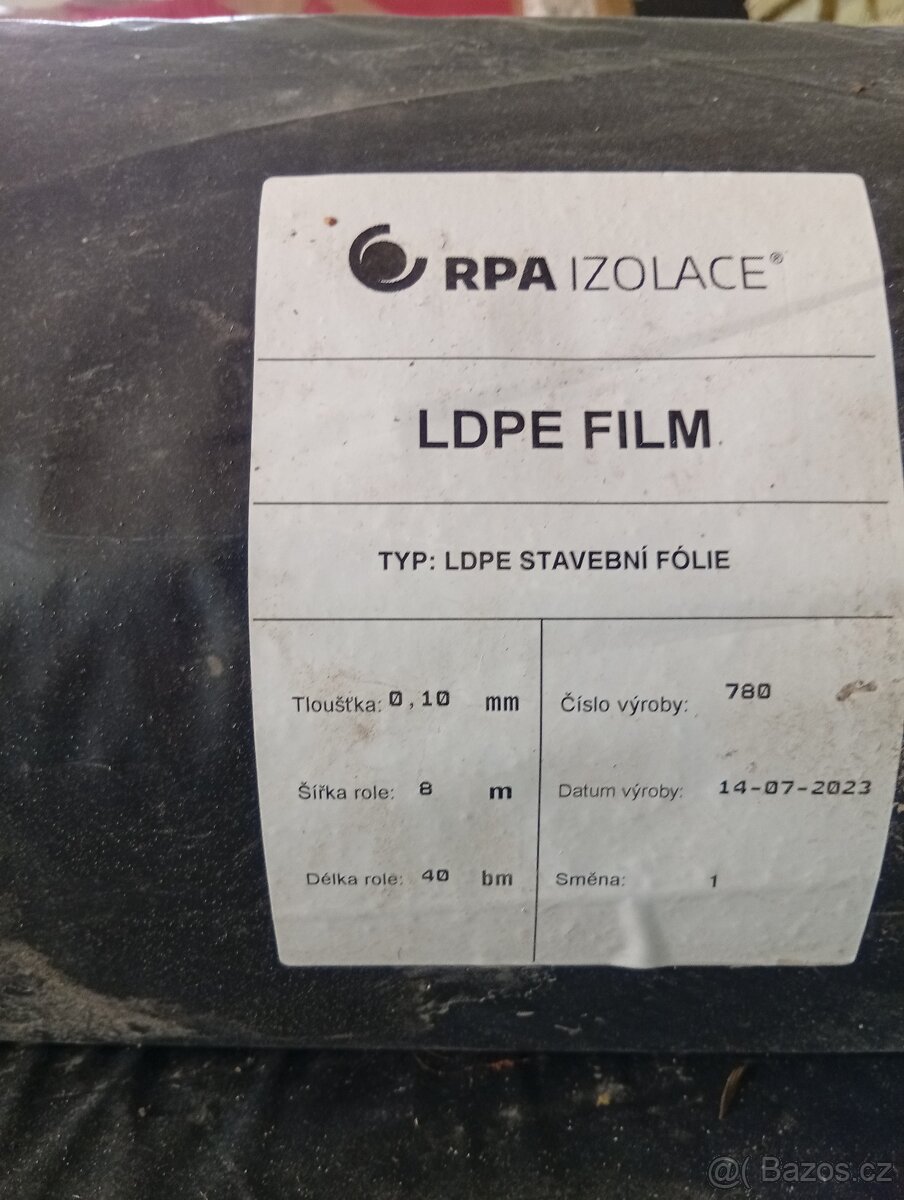 RPA IZOLACE®
LDPE FILM
TYP: LDPE STAVEBNÍ FÓLIE
Tloušťka: 0,10 mm
Číslo výroby: 780
Šířka role: 8 m
Datum výroby: 14-07-2023
Délka role: 40 bm
Směna: 1
@( Bazos.cz